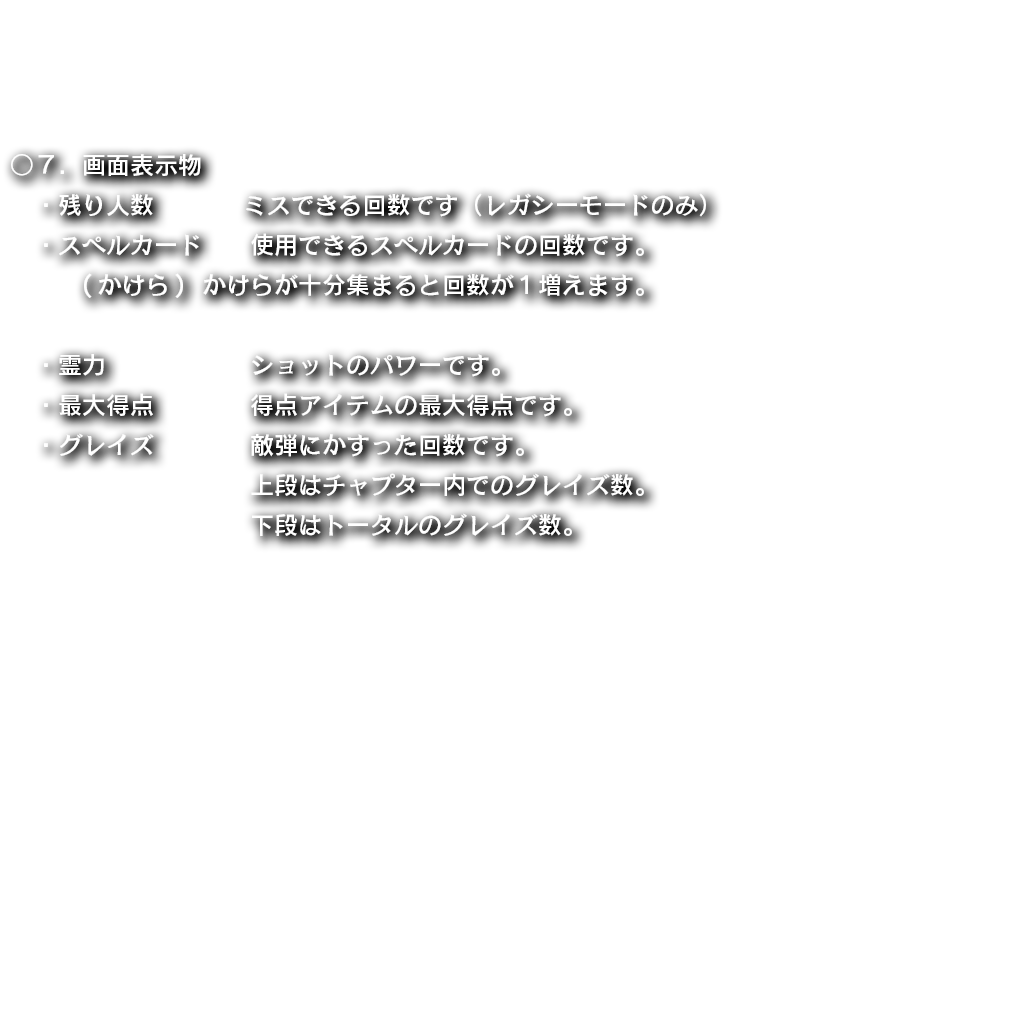 ○７．画面表示物
・残り人数　　　　ミスできる回数です（レガシーモードのみ）
・スペルカード　　使用できるスペルカードの回数です。
（かけら）かけらが十分集まると回数が１増えます。
・霊力　　　　　　ショットのパワーです。
・最大得点　　　　得点アイテムの最大得点です。
・グレイズ　　　　敵弾にかすった回数です。
上段はチャプター内でのグレイズ数。
下段はトータルのグレイズ数。